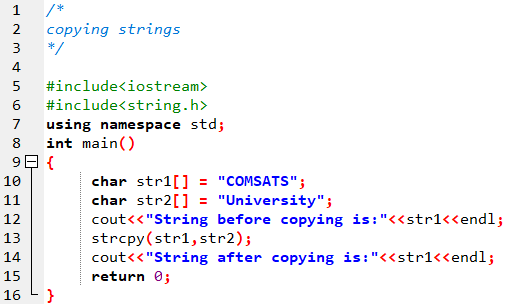 1 /*
2 copying strings
3 */
4
5 #include<iostream>
6 #include<string.h>
7 using namespace std;
8 int main()
9 {
10 char str1[] = "COMSATS";
11 char str2[] = "University";
12 cout<<"String before copying is:"<<str1<<endl;
13 strcpy(str1,str2);
14 cout<<"String after copying is:"<<str1<<endl;
15 return 0;
16 }